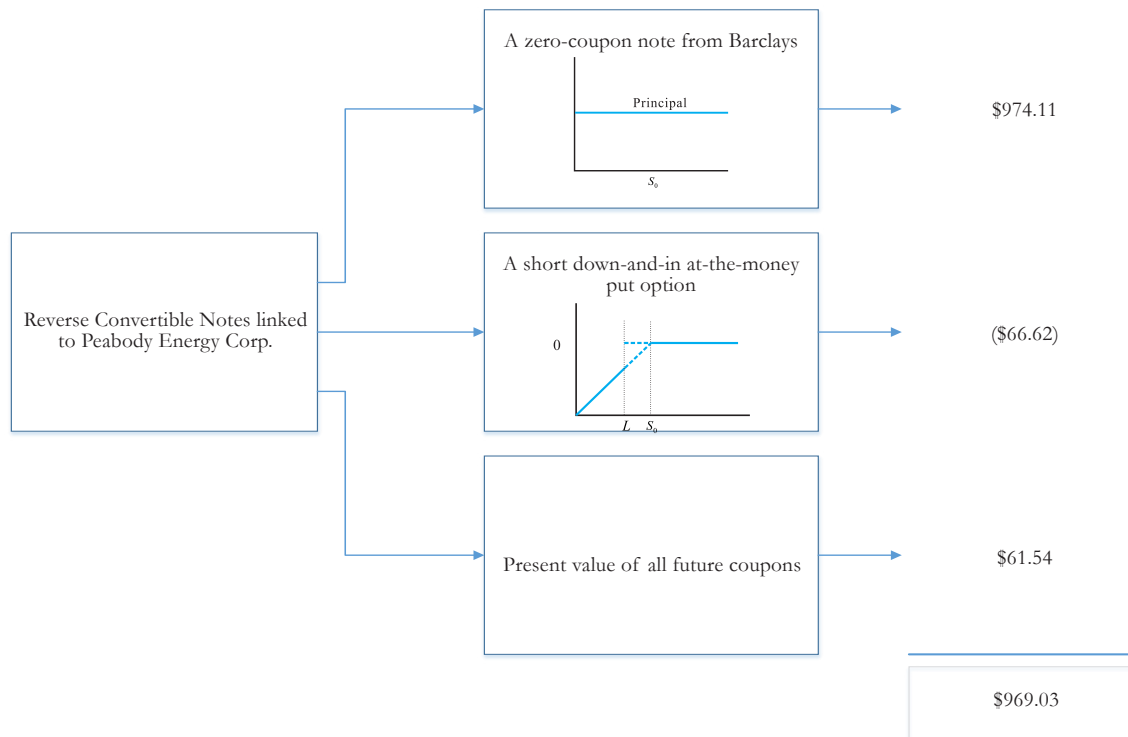 A zero-coupon note from Barclays
Principal
S0
$974.11
Reverse Convertible Notes linked
to Peabody Energy Corp.
A short down-and-in at-the-money
put option
0
L S0
($66.62)
Present value of all future coupons
$61.54
$969.03